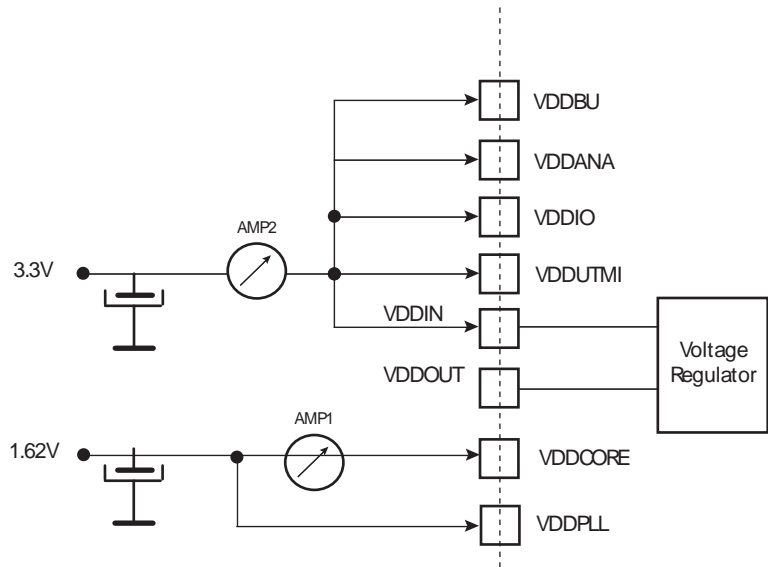 VDDBU
VDDANA
VDDIO
AMP2
3.3V
VDDUTMI
VDDIN
Voltage
Regulator
VDDOUT
AMP1
1.62V
VDDCORE
VDDPLL